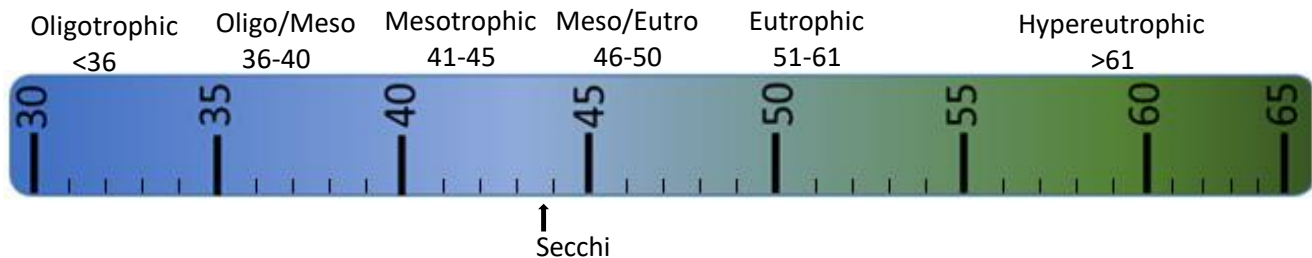 Oligotrophic Oligo/Meso Mesotrophic Meso/Eutro Eutrophic Hypereutrophic
<36 36-40 41-45 46-50 51-61 >61
30 35 40 45 50 55 60 65
Secchi